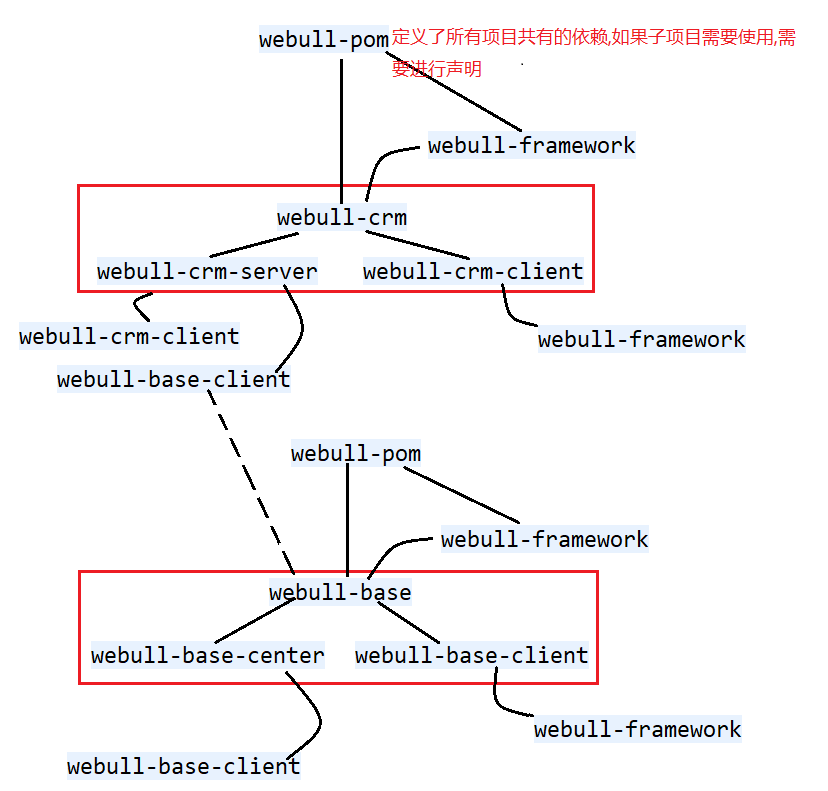 webull-pom 定义了所有项目共有的依赖,如果子项目需要使用,需
要进行声明
webull-framework
webull-crm
webull-crm-server webull-crm-client
webull-crm-client
webull-framework
webull-base-client
webull-pom
webull-framework
webull-base
webull-base-center webull-base-client
webull-framework
webull-base-client